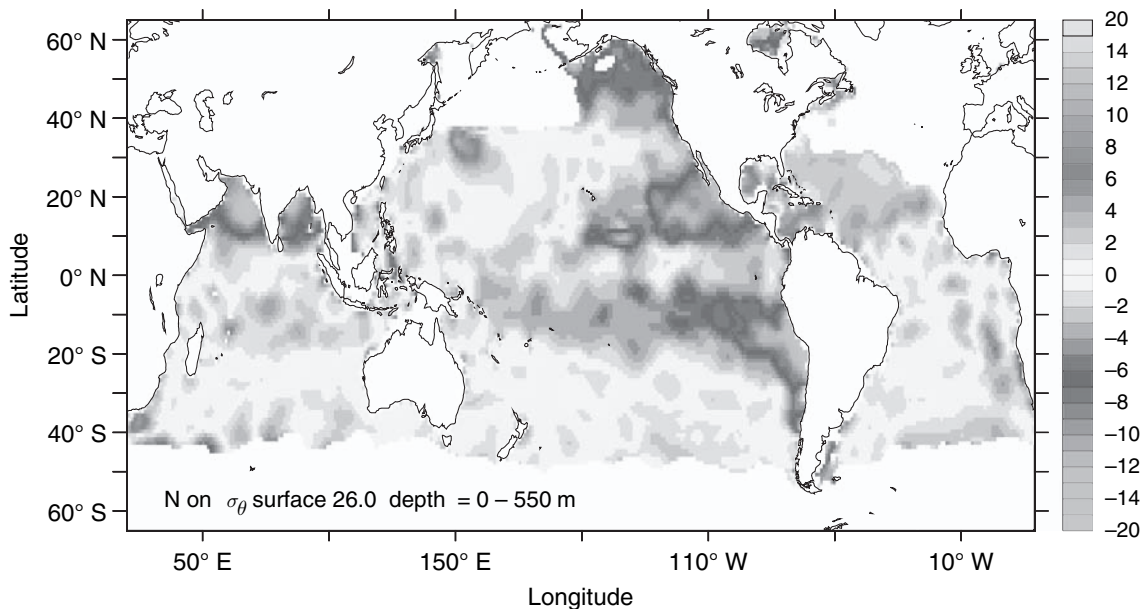 60° N
40° N
20° N
0° N
20° S
40° S
60° S
Latitude
N on σθ surface 26.0 depth = 0 – 550 m
50° E
150° E
110° W
10° W
Longitude
20
14
10
8
6
4
2
0
−2
−4
−6
−8
−10
−12
−14
−20